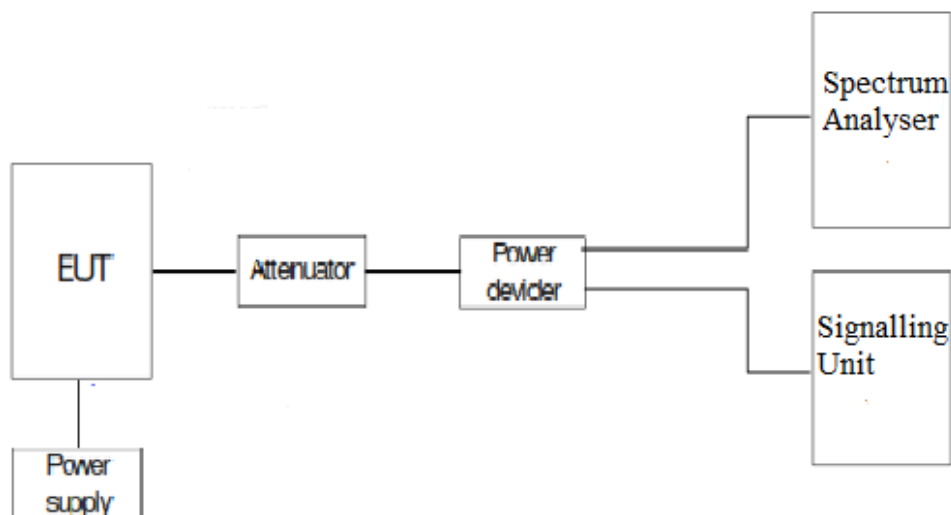 Spectrum
Analyser
EUT
Attenuator
Power
devider
Signalling
Unit
Power
supply